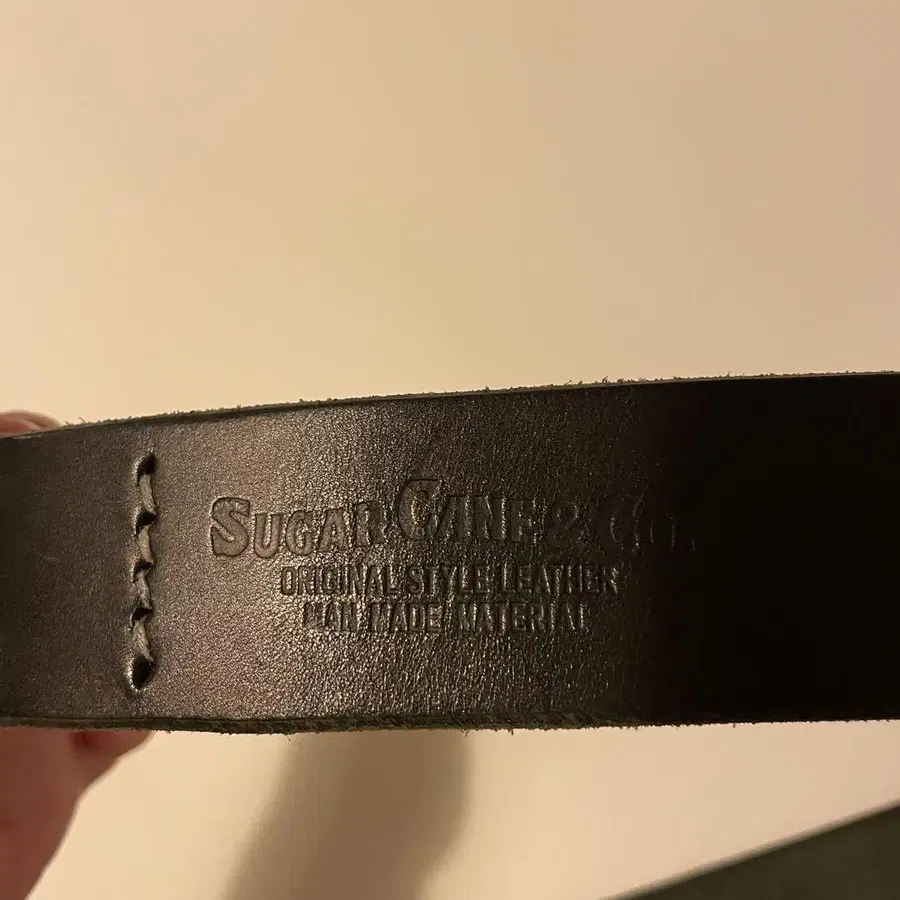 SUGAR CANE & CO.
ORIGINAL STYLE LEATHER
MAN MADE MATERIAL